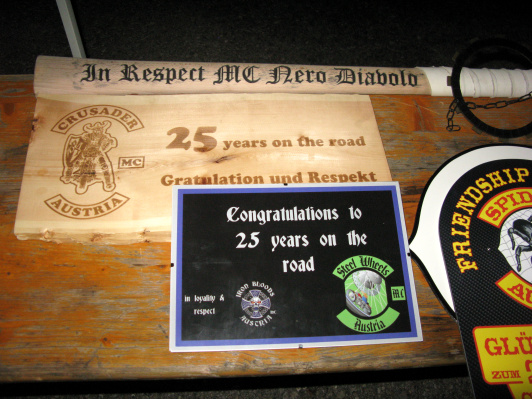 In Respect MC Nero Diabolo
CRUSADER
MC
AUSTRIA
25 years on the road
Gratulation und Respekt
Congratulations to
25 years on the
road
in loyality &
respect
IRON BLOODS
AUSTRIA
MC
Steel Wheels
MC
Austria
FRIENDSHIP
SPID
AU
GLÜ
ZUM